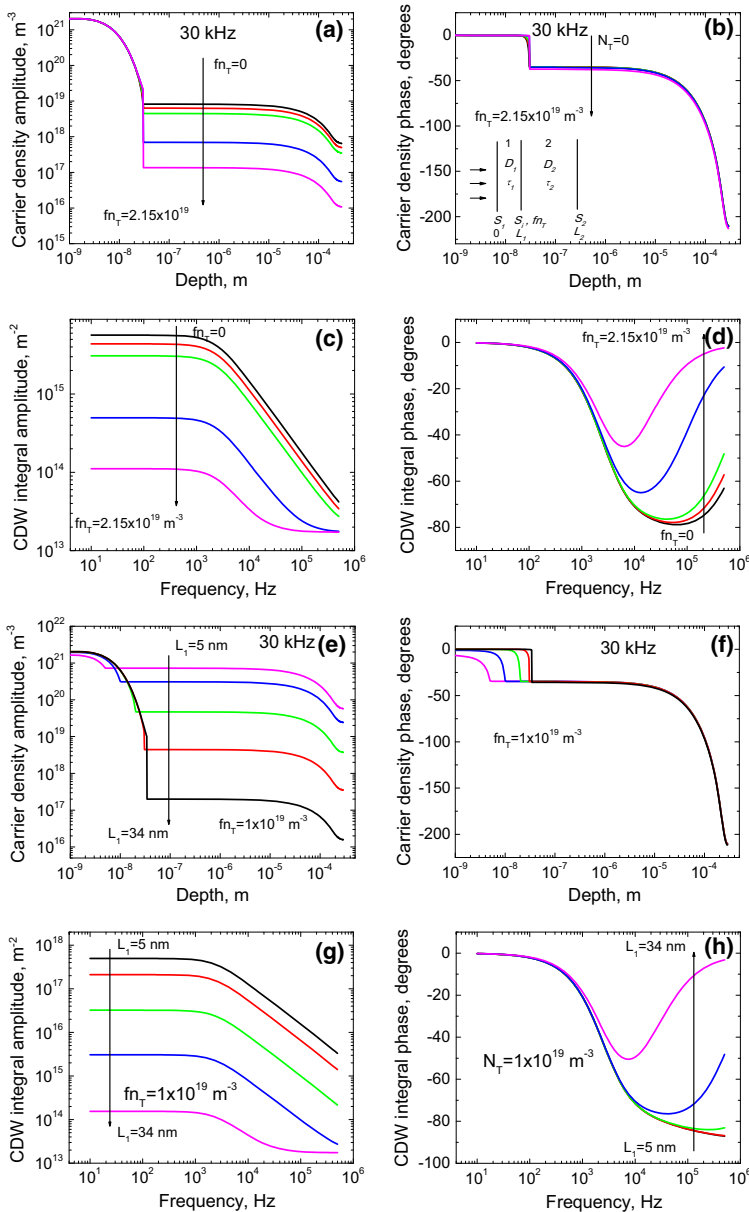 30 kHz
(a)
fn_T=0
fn_T=2.15x10^19
Carrier density amplitude, m^-3
10^22
10^21
10^20
10^19
10^18
10^17
10^16
10^15
10^-9 10^-8 10^-7 10^-6 10^-5 10^-4 10^-3
Depth, m
(b)
N_T=0
fn_T=2.15x10^19 m^-3
1 2
D_1 D_2
τ_1 τ_2
S_1 S_i, fn_T S_2
0 L_1 L_2
Carrier density phase, degrees
0
-50
-100
-150
-200
10^-9 10^-8 10^-7 10^-6 10^-5 10^-4 10^-3
Depth, m
(c)
fn_T=0
fn_T=2.15x10^19 m^-3
CDW integral amplitude, m^-2
10^15
10^14
10^13
10^1 10^2 10^3 10^4 10^5 10^6
Frequency, Hz
(d)
fn_T=2.15x10^19 m^-3
fn_T=0
CDW integral phase, degrees
0
-20
-40
-60
-80
10^1 10^2 10^3 10^4 10^5 10^6
Frequency, Hz
(e)
L_1=5 nm
30 kHz
fn_T=1x10^19 m^-3
L_1=34 nm
Carrier density amplitude, m^-3
10^22
10^21
10^20
10^19
10^18
10^17
10^16
10^-9 10^-8 10^-7 10^-6 10^-5 10^-4 10^-3
Depth, m
30 kHz
(f)
fn_T=1x10^19 m^-3
Carrier density phase, degrees
0
-50
-100
-150
-200
10^-9 10^-8 10^-7 10^-6 10^-5 10^-4 10^-3
Depth, m
(g)
L_1=5 nm
fn_T=1x10^19 m^-3
L_1=34 nm
CDW integral amplitude, m^-2
10^18
10^17
10^16
10^15
10^14
10^13
10^1 10^2 10^3 10^4 10^5 10^6
Frequency, Hz
(h)
L_1=34 nm
N_T=1x10^19 m^-3
L_1=5 nm
CDW integral phase, degrees
0
-20
-40
-60
-80
-100
10^1 10^2 10^3 10^4 10^5 10^6
Frequency, Hz